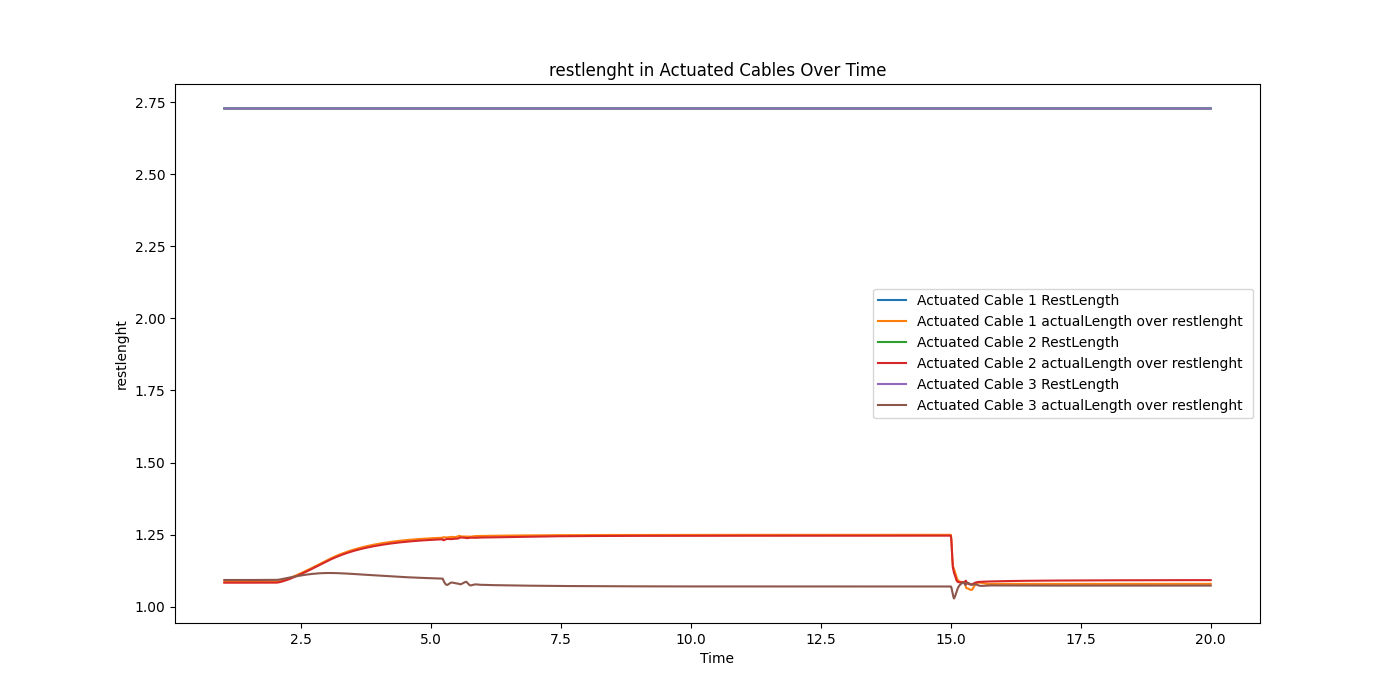 restlenght in Actuated Cables Over Time
2.75
2.50
2.25
2.00
1.75
1.50
1.25
1.00
restlenght
Actuated Cable 1 RestLength
Actuated Cable 1 actualLength over restlenght
Actuated Cable 2 RestLength
Actuated Cable 2 actualLength over restlenght
Actuated Cable 3 RestLength
Actuated Cable 3 actualLength over restlenght
2.5 5.0 7.5 10.0 12.5 15.0 17.5 20.0
Time